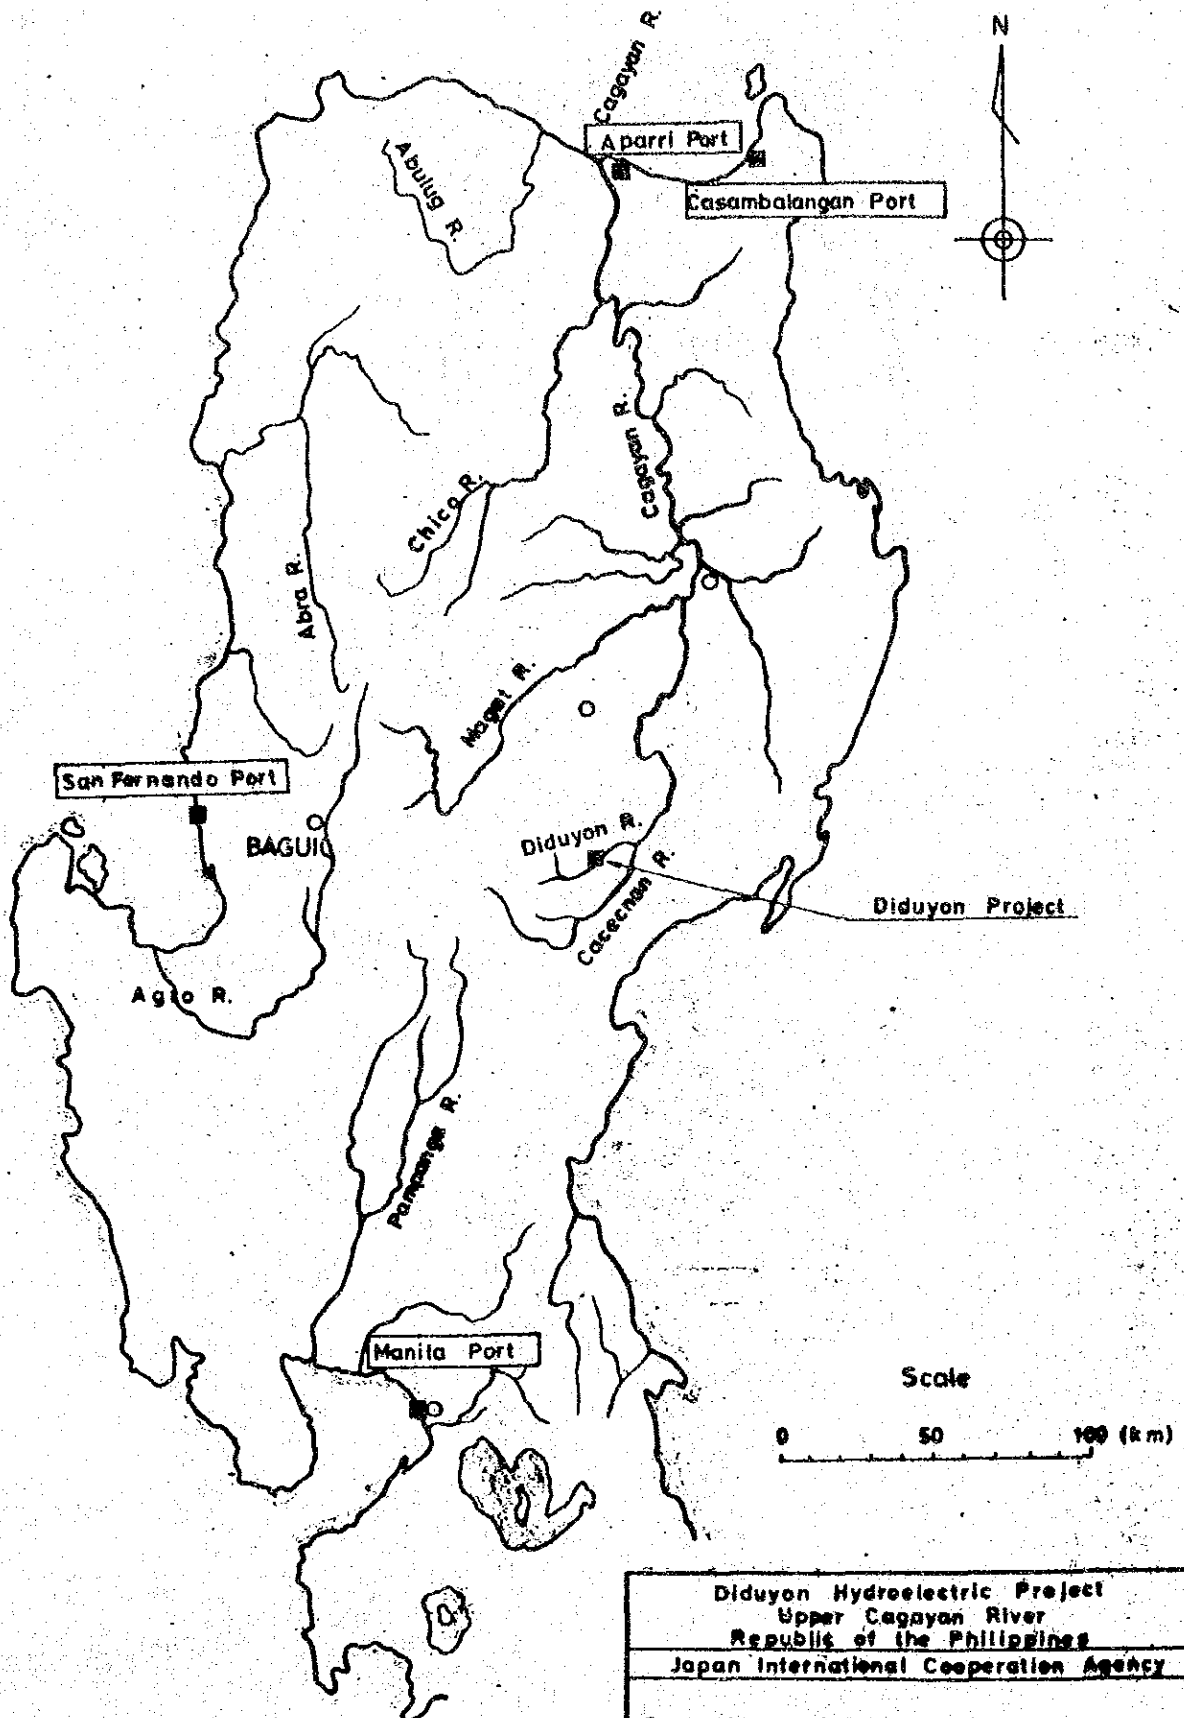 N
Cagayan R.
Aparri Port
Abulug R.
Casambalangan Port
Cagayan R.
Chico R.
Abra R.
Magat R.
San Fernando Port
BAGUIO
Diduyon R.
Cacecnan R.
Diduyon Project
Agno R.
Pampanga R.
Manila Port
Scale
0 50 100 (km)
Diduyon Hydroelectric Project
Upper Cagayan River
Republic of the Philippines
Japan International Cooperation Agency